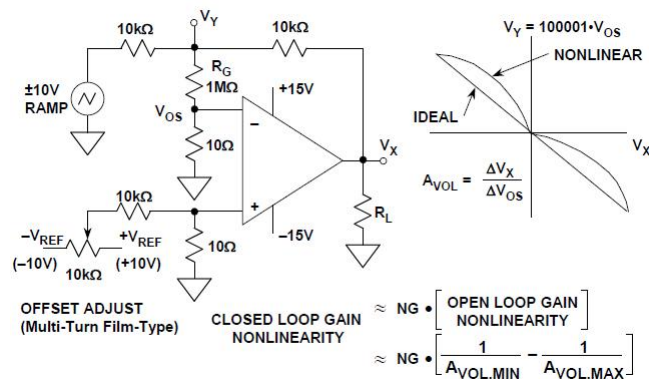 V_Y
10kΩ
10kΩ
R_G
1MΩ
±10V
RAMP
V_OS
10Ω
+15V
–
+
–15V
V_X
R_L
10kΩ
–V_REF
+V_REF
(–10V)
(+10V)
10kΩ
10Ω
OFFSET ADJUST
(Multi-Turn Film-Type)
V_Y = 100001•V_OS
NONLINEAR
IDEAL
V_X
A_VOL = ΔV_X / ΔV_OS
CLOSED LOOP GAIN
NONLINEARITY
≈ NG • [OPEN LOOP GAIN
NONLINEARITY]
≈ NG • [1 / A_VOL,MIN – 1 / A_VOL,MAX]